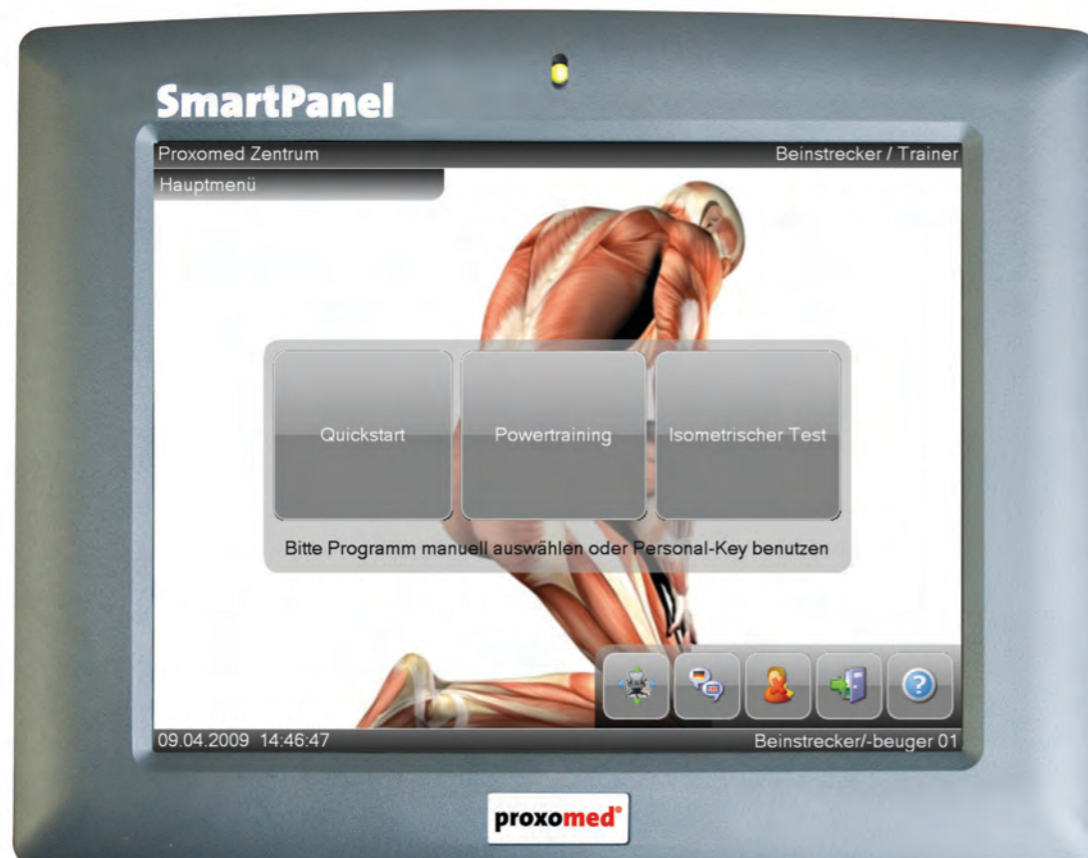 SmartPanel
Proxomed Zentrum
Beinstrecker / Trainer
Hauptmenü
Quickstart
Powertraining
Isometrischer Test
Bitte Programm manuell auswählen oder Personal-Key benutzen
?
09.04.2009 14:46:47
Beinstrecker/-beuger 01
proxomed®